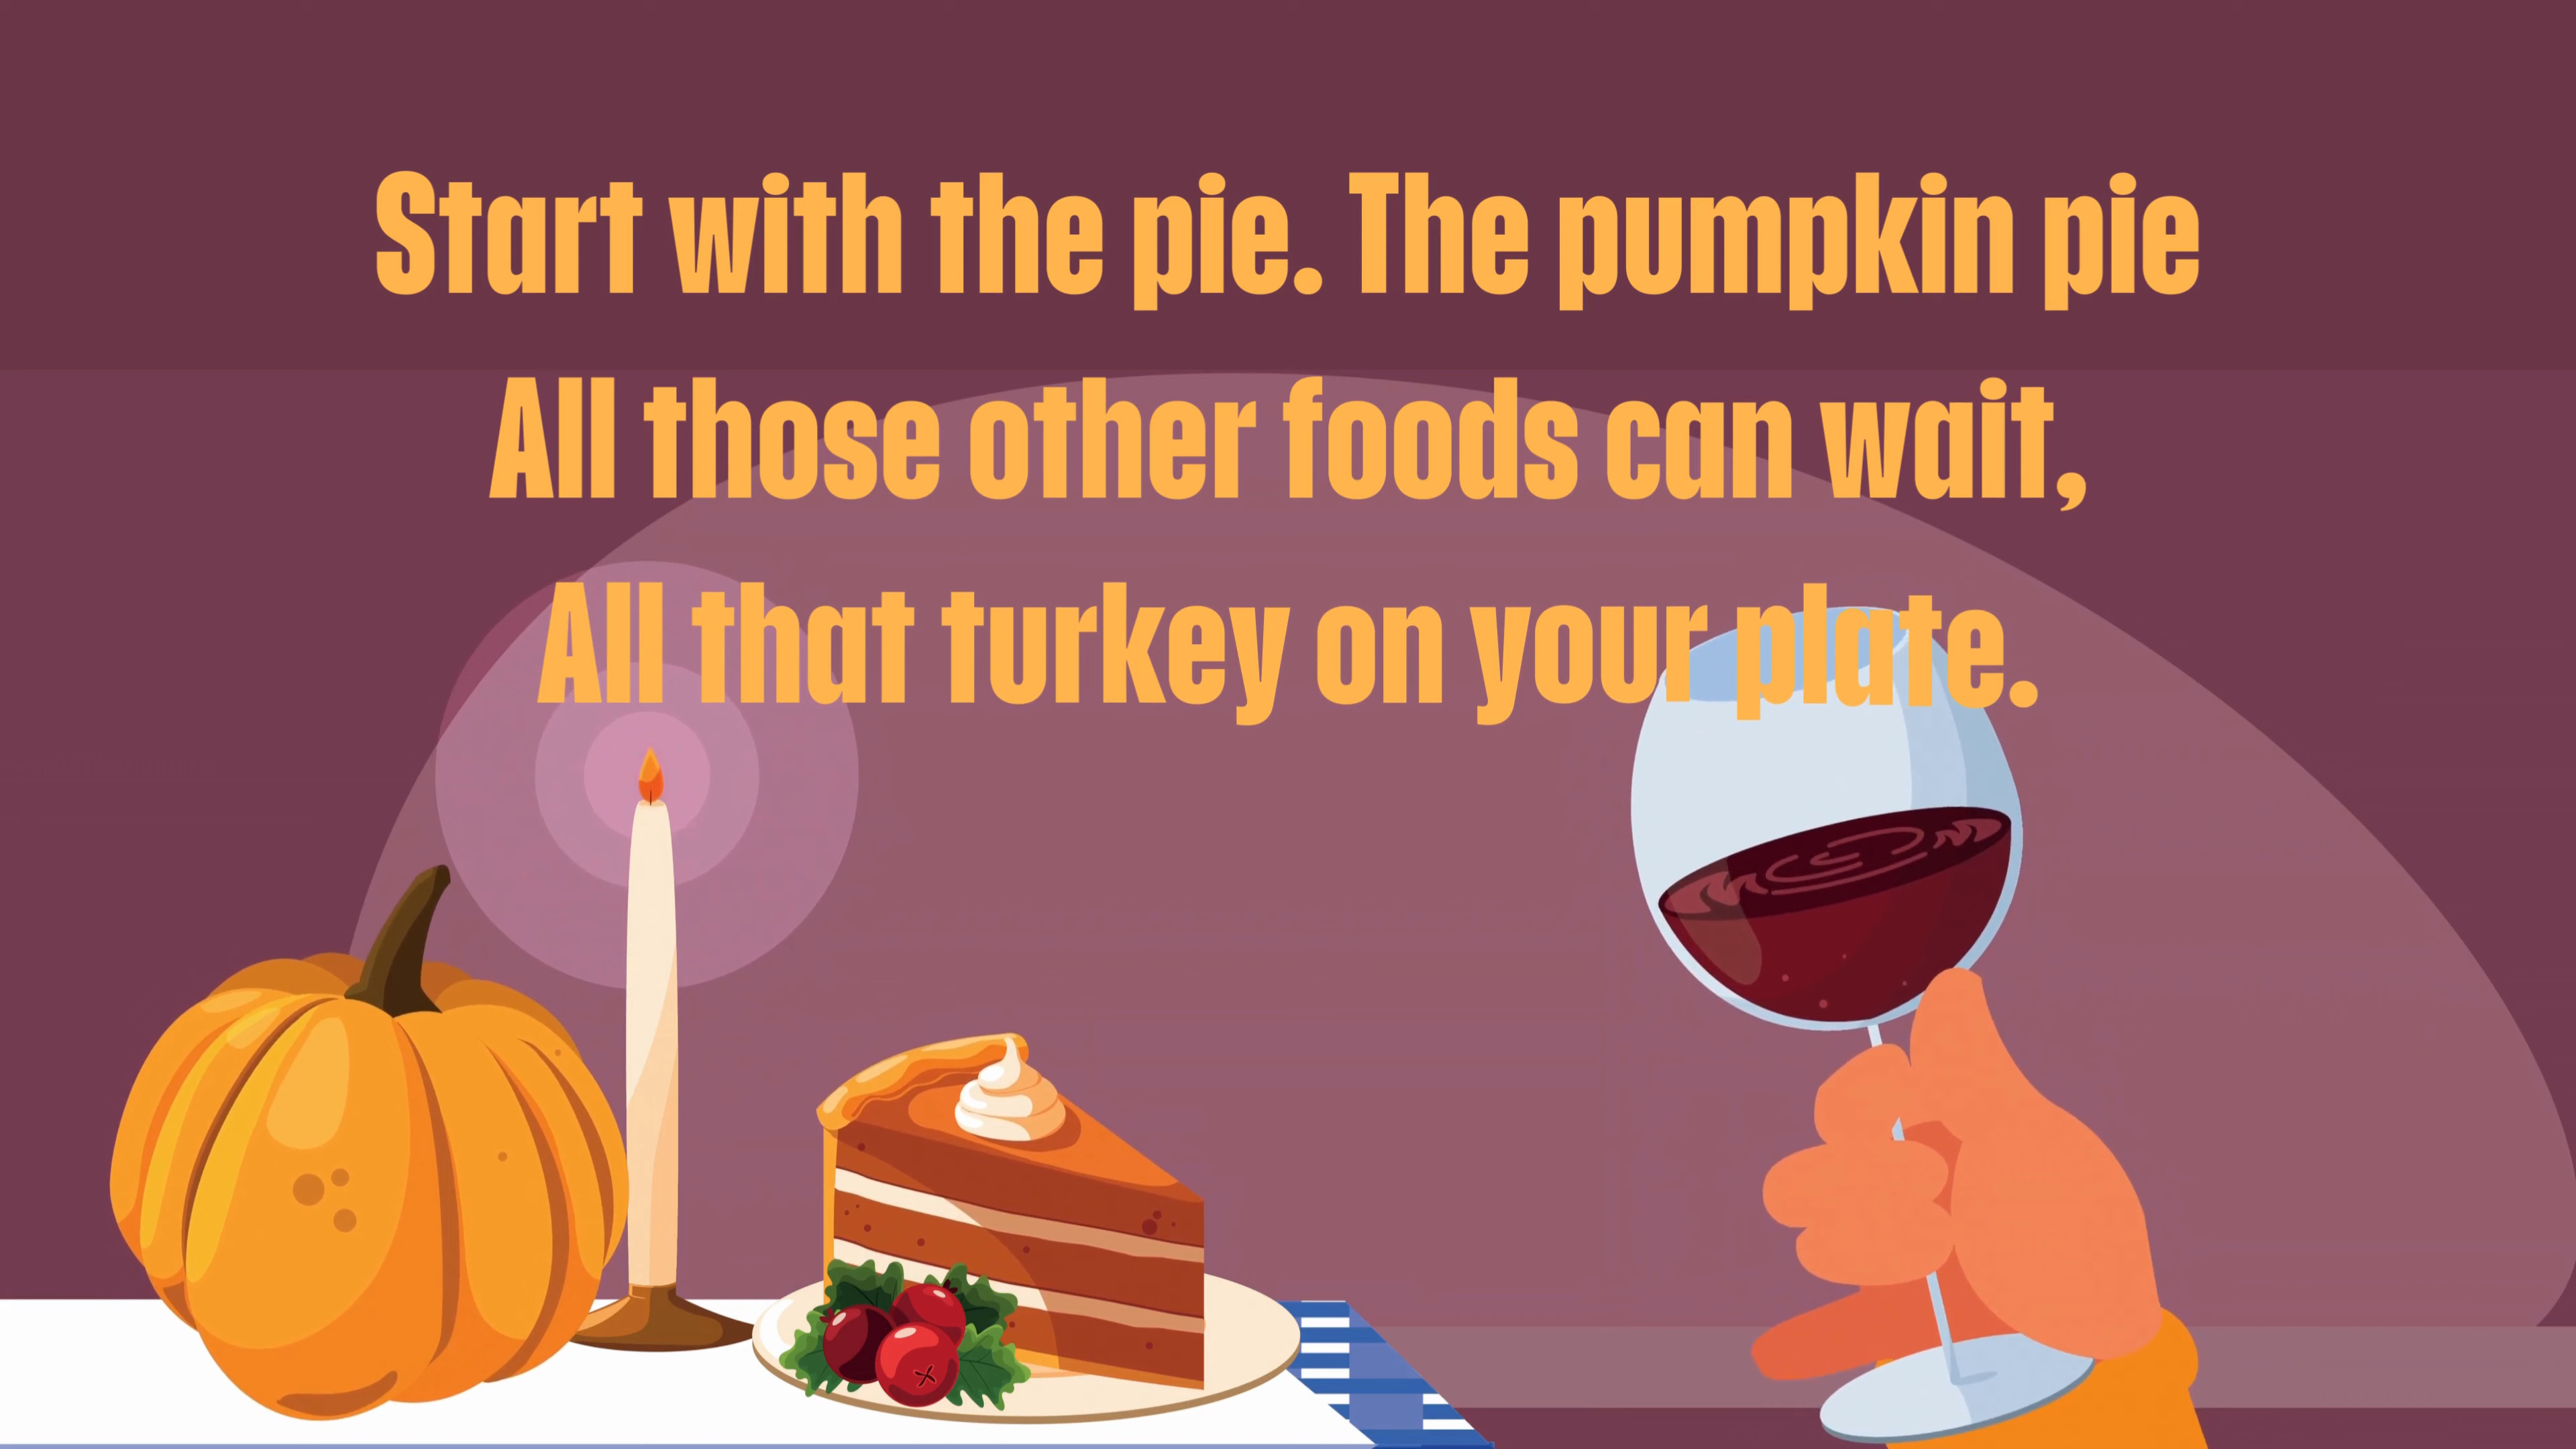 Start with the pie. The pumpkin pie
All those other foods can wait,
All that turkey on your plate.